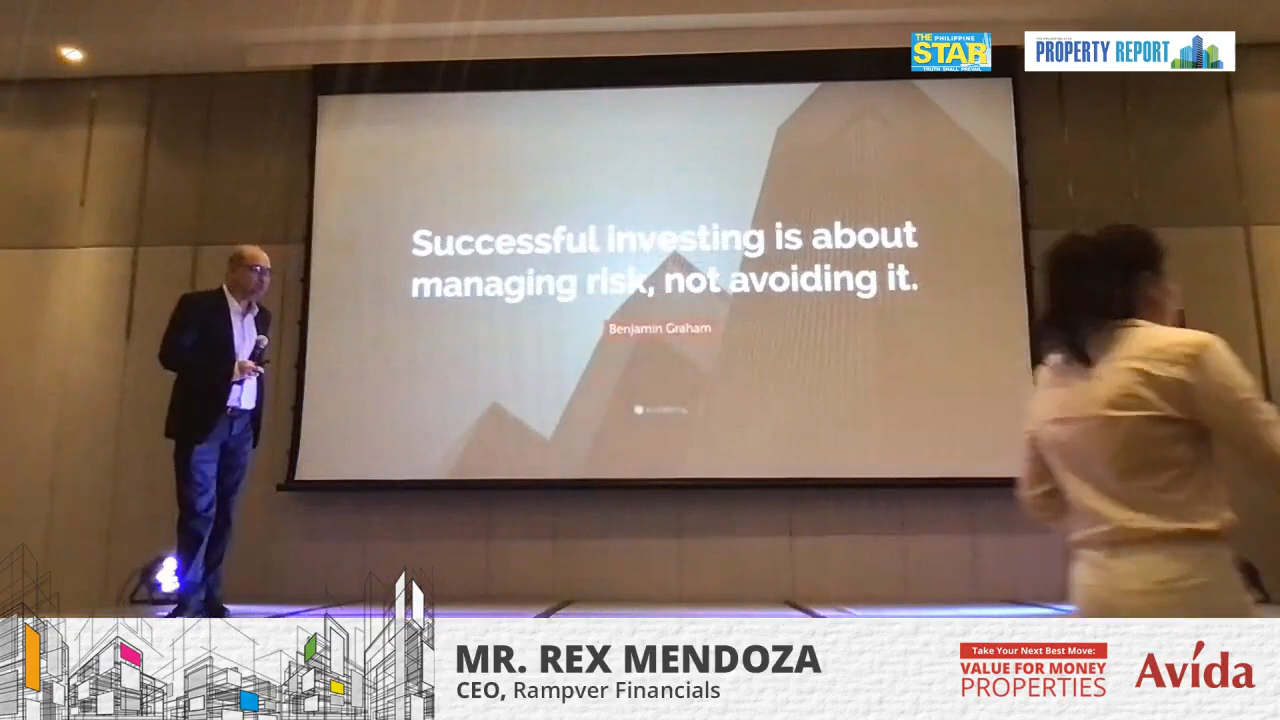 THE PHILIPPINE
STAR
TRUTH SHALL PREVAIL
PROPERTY REPORT
Successful investing is about
managing risk, not avoiding it.
Benjamin Graham
MR. REX MENDOZA
CEO, Rampver Financials
Take Your Next Best Move:
VALUE FOR MONEY
PROPERTIES
Avída